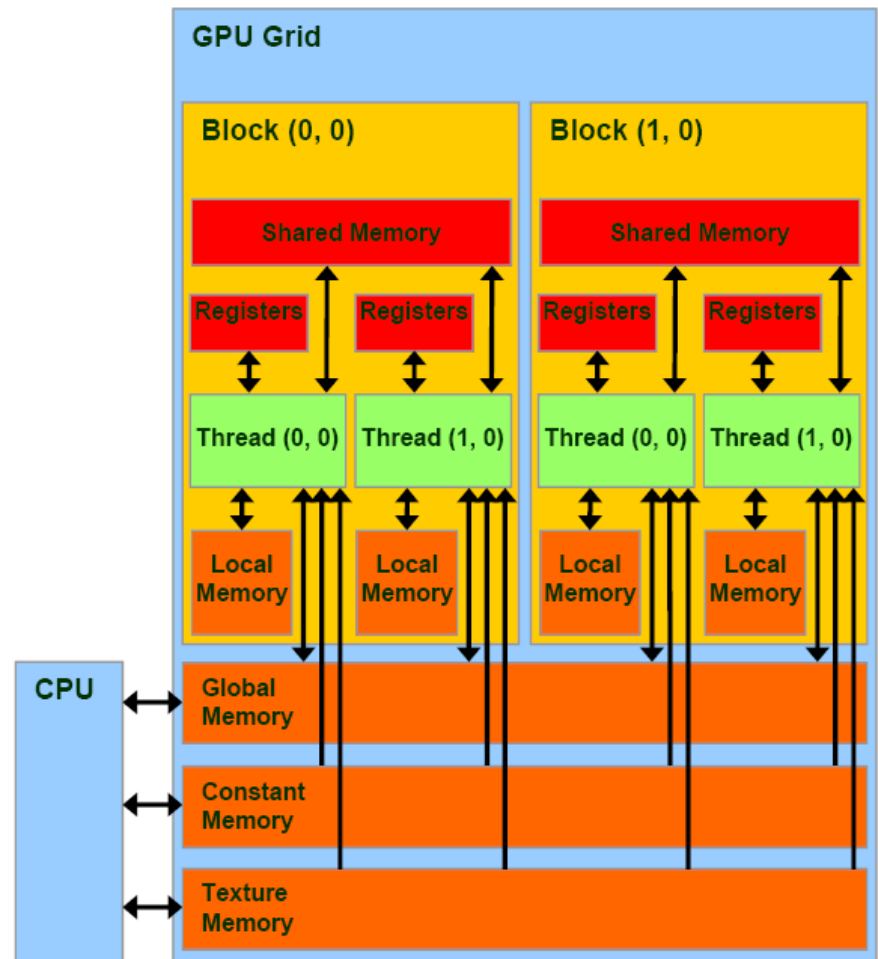 GPU Grid
Block (0, 0)
Block (1, 0)
Shared Memory
Shared Memory
Registers
Registers
Registers
Registers
Thread (0, 0)
Thread (1, 0)
Thread (0, 0)
Thread (1, 0)
Local
Memory
Local
Memory
Local
Memory
Local
Memory
CPU
Global
Memory
Constant
Memory
Texture
Memory